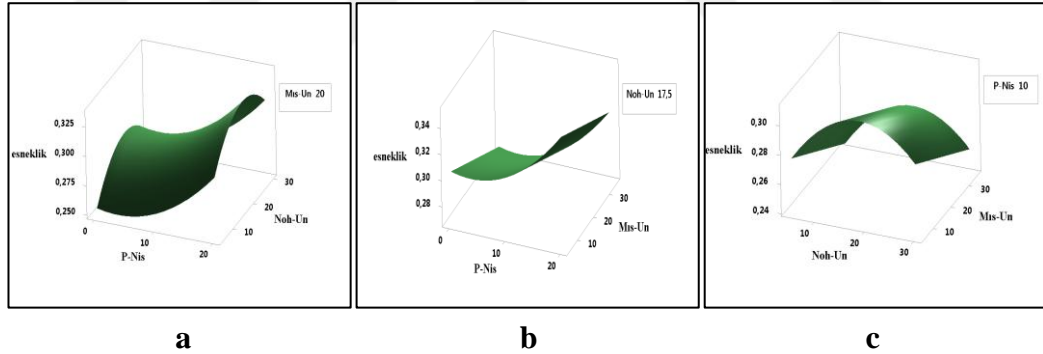 Mıs-Un 20
0,325
0,300
esneklik
0,275
0,250
30
20
Noh-Un
10
0
10
20
P-Nis
a
Noh-Un 17,5
0,34
esneklik
0,32
0,30
0,28
30
20
Mıs-Un
10
0
10
20
P-Nis
b
P-Nis 10
0,30
esneklik
0,28
0,26
0,24
30
20
Mıs-Un
10
10
20
30
Noh-Un
c